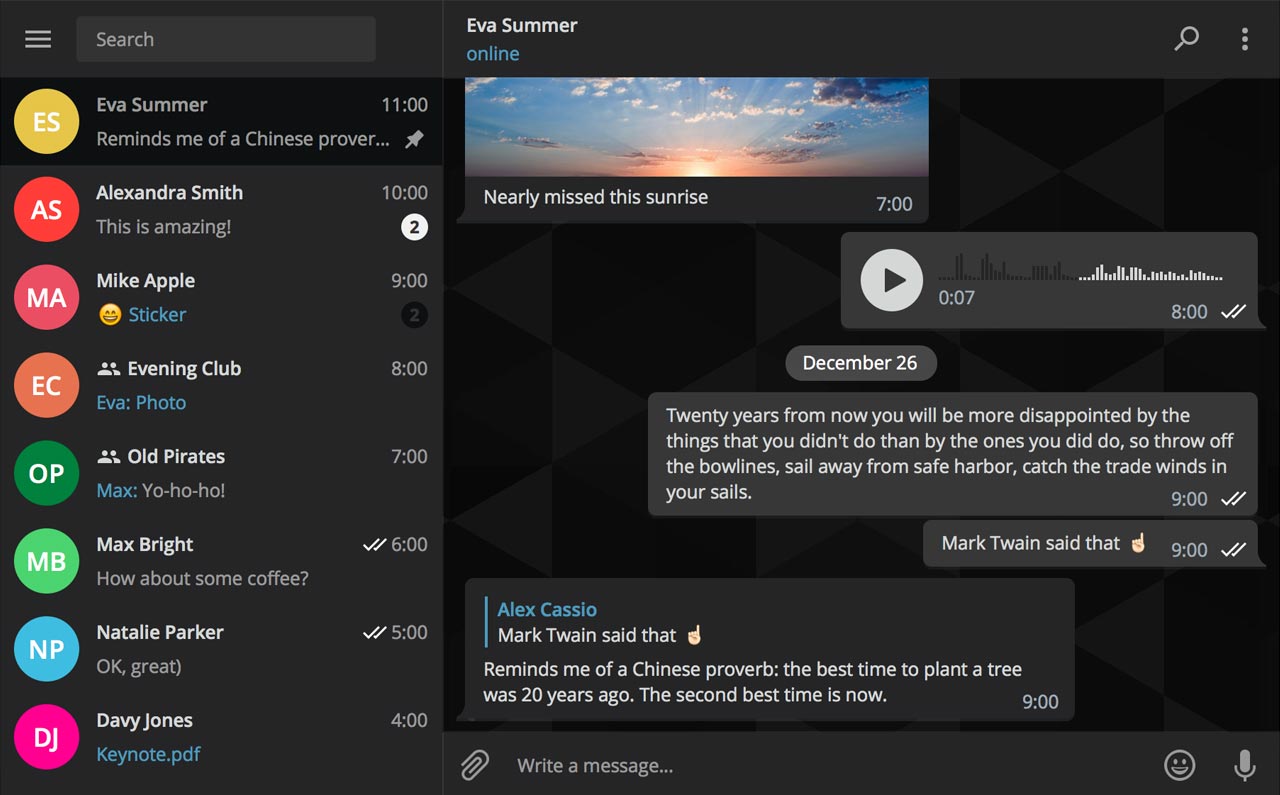 Search
ES
Eva Summer 11:00
Reminds me of a Chinese prover...
AS
Alexandra Smith 10:00
This is amazing! 2
MA
Mike Apple 9:00
😄 Sticker 2
EC
Evening Club 8:00
Eva: Photo
OP
Old Pirates 7:00
Max: Yo-ho-ho!
MB
Max Bright 6:00
How about some coffee?
NP
Natalie Parker 5:00
OK, great)
DJ
Davy Jones 4:00
Keynote.pdf
Eva Summer
online
Nearly missed this sunrise 7:00
0:07
8:00
December 26
Twenty years from now you will be more disappointed by the
things that you didn't do than by the ones you did do, so throw off
the bowlines, sail away from safe harbor, catch the trade winds in
your sails. 9:00
Mark Twain said that ☝🏻 9:00
Alex Cassio
Mark Twain said that ☝🏻
Reminds me of a Chinese proverb: the best time to plant a tree
was 20 years ago. The second best time is now. 9:00
Write a message...